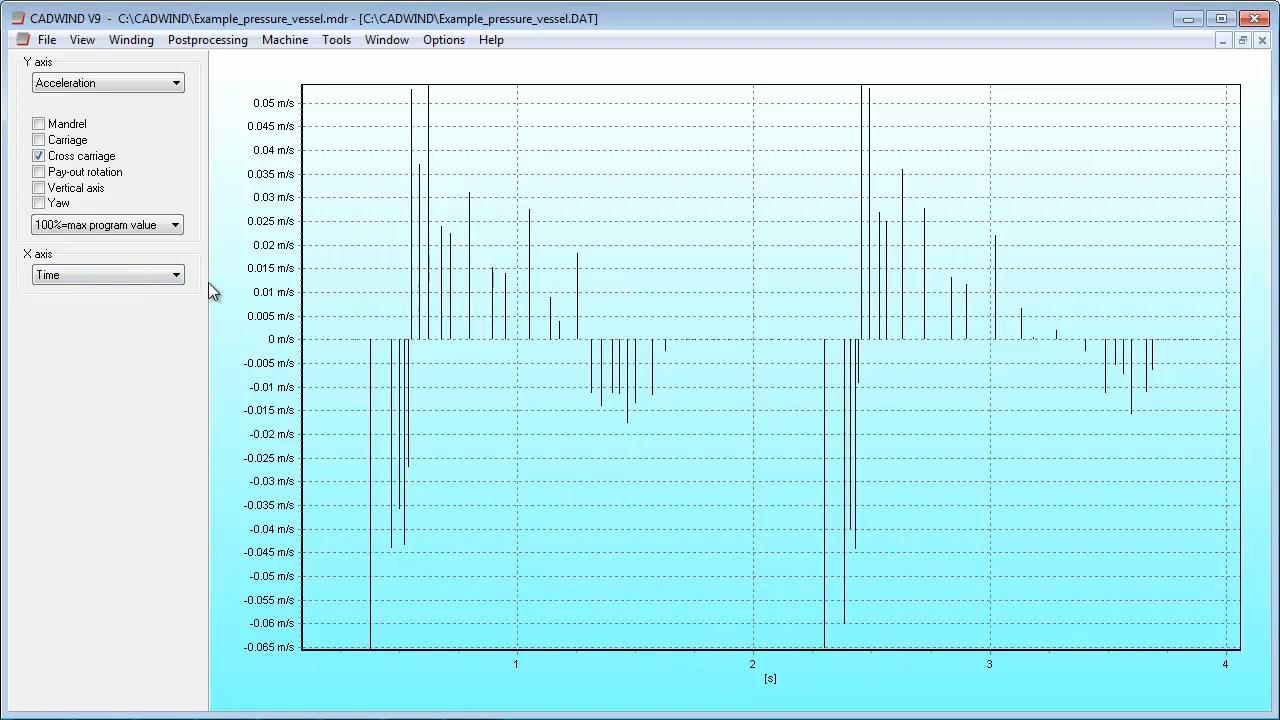 CADWIND V9 - C:\CADWIND\Example_pressure_vessel.mdr - [C:\CADWIND\Example_pressure_vessel.DAT]
File View Winding Postprocessing Machine Tools Window Options Help
Y axis
Acceleration
Mandrel
Carriage
Cross carriage
Pay-out rotation
Vertical axis
Yaw
100%=max program value
X axis
Time
0.05 m/s
0.045 m/s
0.04 m/s
0.035 m/s
0.03 m/s
0.025 m/s
0.02 m/s
0.015 m/s
0.01 m/s
0.005 m/s
0 m/s
-0.005 m/s
-0.01 m/s
-0.015 m/s
-0.02 m/s
-0.025 m/s
-0.03 m/s
-0.035 m/s
-0.04 m/s
-0.045 m/s
-0.05 m/s
-0.055 m/s
-0.06 m/s
-0.065 m/s
1 2 3 4
[s]